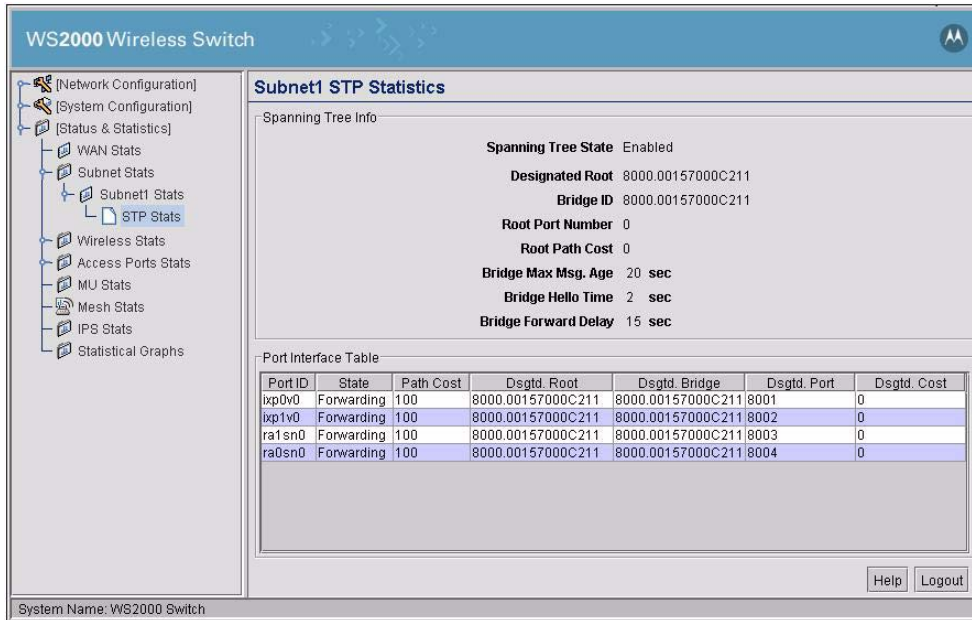 WS2000 Wireless Switch
[Network Configuration]
[System Configuration]
[Status & Statistics]
WAN Stats
Subnet Stats
Subnet1 Stats
STP Stats
Wireless Stats
Access Ports Stats
MU Stats
Mesh Stats
IPS Stats
Statistical Graphs
Subnet1 STP Statistics
Spanning Tree Info
Spanning Tree State Enabled
Designated Root 8000.00157000C211
Bridge ID 8000.00157000C211
Root Port Number 0
Root Path Cost 0
Bridge Max Msg. Age 20 sec
Bridge Hello Time 2 sec
Bridge Forward Delay 15 sec
Port Interface Table
Port ID State Path Cost Dsgtd. Root Dsgtd. Bridge Dsgtd. Port Dsgtd. Cost
ixp0v0 Forwarding 100 8000.00157000C211 8000.00157000C211 8001 0
ixp1v0 Forwarding 100 8000.00157000C211 8000.00157000C211 8002 0
ra1sn0 Forwarding 100 8000.00157000C211 8000.00157000C211 8003 0
ra0sn0 Forwarding 100 8000.00157000C211 8000.00157000C211 8004 0
Help Logout
System Name: WS2000 Switch